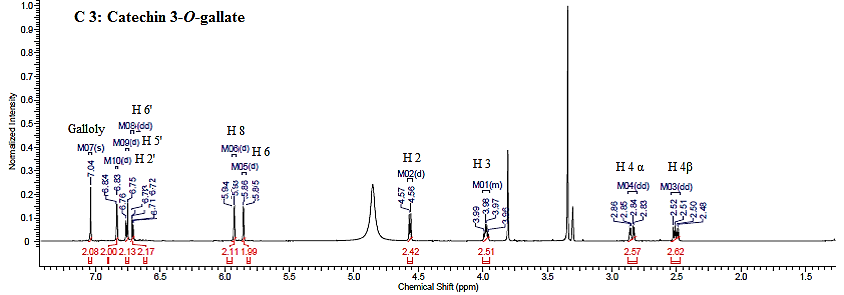 C 3: Catechin 3-O-gallate
Normalized Intensity
1.0
0.9
0.8
0.7
0.6
0.5
0.4
0.3
0.2
0.1
0
Galloly
M07(s)
7.04
H 6'
M08(dd)
M09(d) H 5'
M10(d) H 2'
6.84
6.83
6.76
6.75
6.73
6.71
6.72
H 8
M06(d)
H 6
M05(d)
5.94
5.93
5.86
5.85
H 2
M02(d)
4.57
4.56
H 3
M01(m)
3.99
3.98
3.97
3.96
H 4 α
M04(dd)
2.86
2.85
2.84
2.83
H 4β
M03(dd)
2.52
2.51
2.50
2.48
2.08 2.00 2.13 2.17 2.11 1.99 2.42 2.51 2.57 2.62
7.0 6.5 6.0 5.5 5.0 4.5 4.0 3.5 3.0 2.5 2.0 1.5
Chemical Shift (ppm)